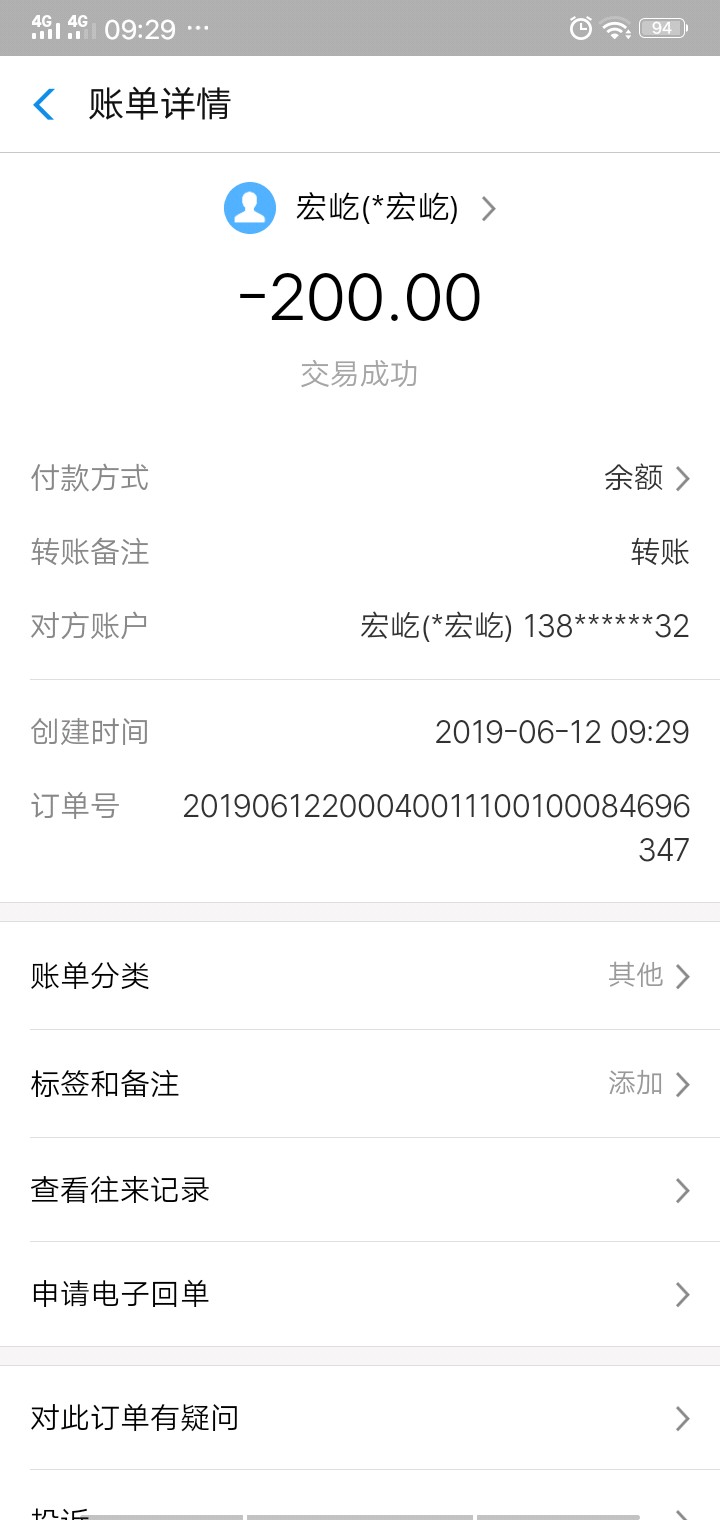 4G 4G 09:29 ··· 94
账单详情
宏屹(*宏屹)
-200.00
交易成功
付款方式 余额
转账备注 转账
对方账户 宏屹(*宏屹) 138******32
创建时间 2019-06-12 09:29
订单号 20190612200040011100100084696
347
账单分类 其他
标签和备注 添加
查看往来记录
申请电子回单
对此订单有疑问
投诉